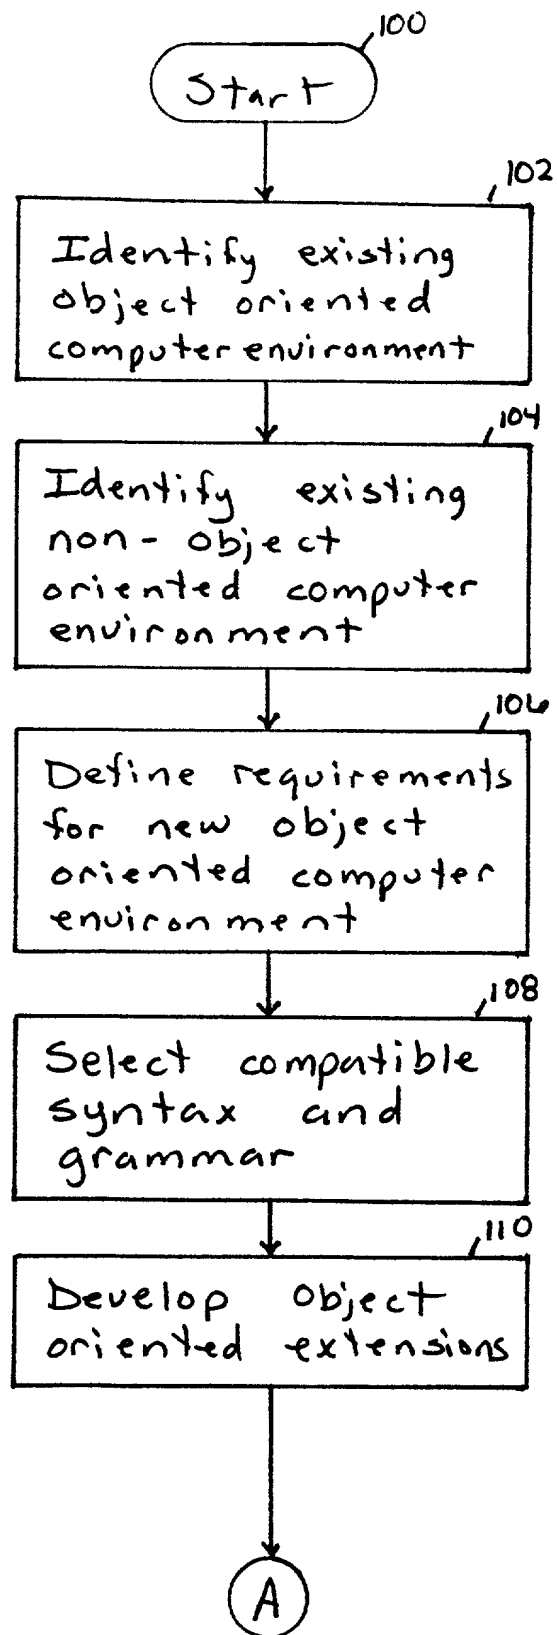 100
Start
102
Identify existing
object oriented
computer environment
104
Identify existing
non-object
oriented computer
environment
106
Define requirements
for new object
oriented computer
environment
108
Select compatible
syntax and
grammar
110
Develop object
oriented extensions
A